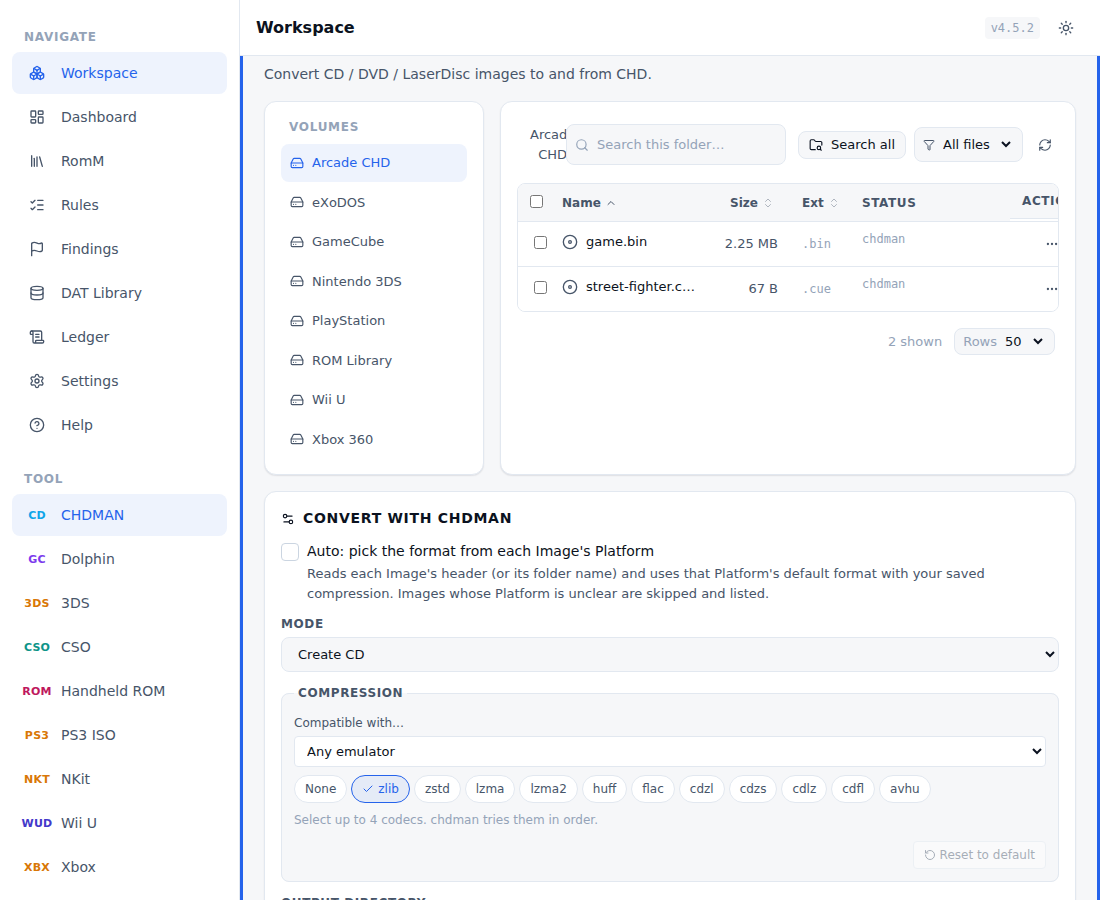 NAVIGATE
Workspace
Dashboard
RomM
Rules
Findings
DAT Library
Ledger
Settings
Help
TOOL
CD CHDMAN
GC Dolphin
3DS 3DS
CSO CSO
ROM Handheld ROM
PS3 PS3 ISO
NKT NKit
WUD Wii U
XBX Xbox
Workspace
v4.5.2
Convert CD / DVD / LaserDisc images to and from CHD.
VOLUMES
Arcade CHD
eXoDOS
GameCube
Nintendo 3DS
PlayStation
ROM Library
Wii U
Xbox 360
Arcad
CHD
Search this folder...
Search all
All files
Name Size Ext STATUS ACTIC
game.bin 2.25 MB .bin chdman ...
street-fighter.c... 67 B .cue chdman ...
2 shown Rows 50
CONVERT WITH CHDMAN
Auto: pick the format from each Image's Platform
Reads each Image's header (or its folder name) and uses that Platform's default format with your saved
compression. Images whose Platform is unclear are skipped and listed.
MODE
Create CD
COMPRESSION
Compatible with...
Any emulator
None zlib zstd lzma lzma2 huff flac cdzl cdzs cdlz cdfl avhu
Select up to 4 codecs. chdman tries them in order.
Reset to default
OUTPUT DIRECTORY